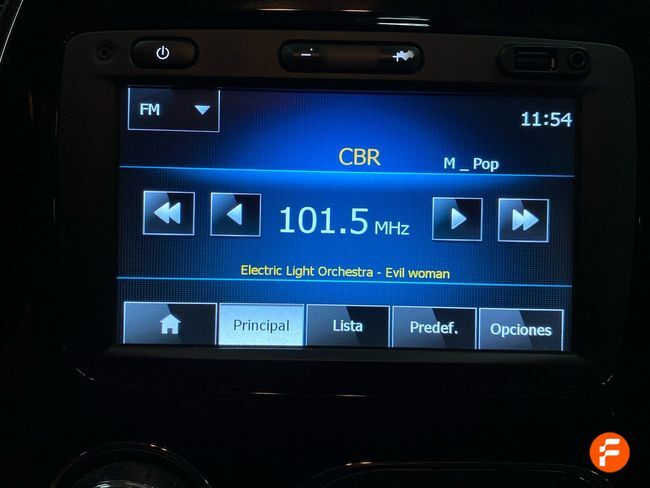 FM
11:54
CBR
M _ Pop
101.5 MHz
Electric Light Orchestra - Evil woman
Principal
Lista
Predef.
Opciones